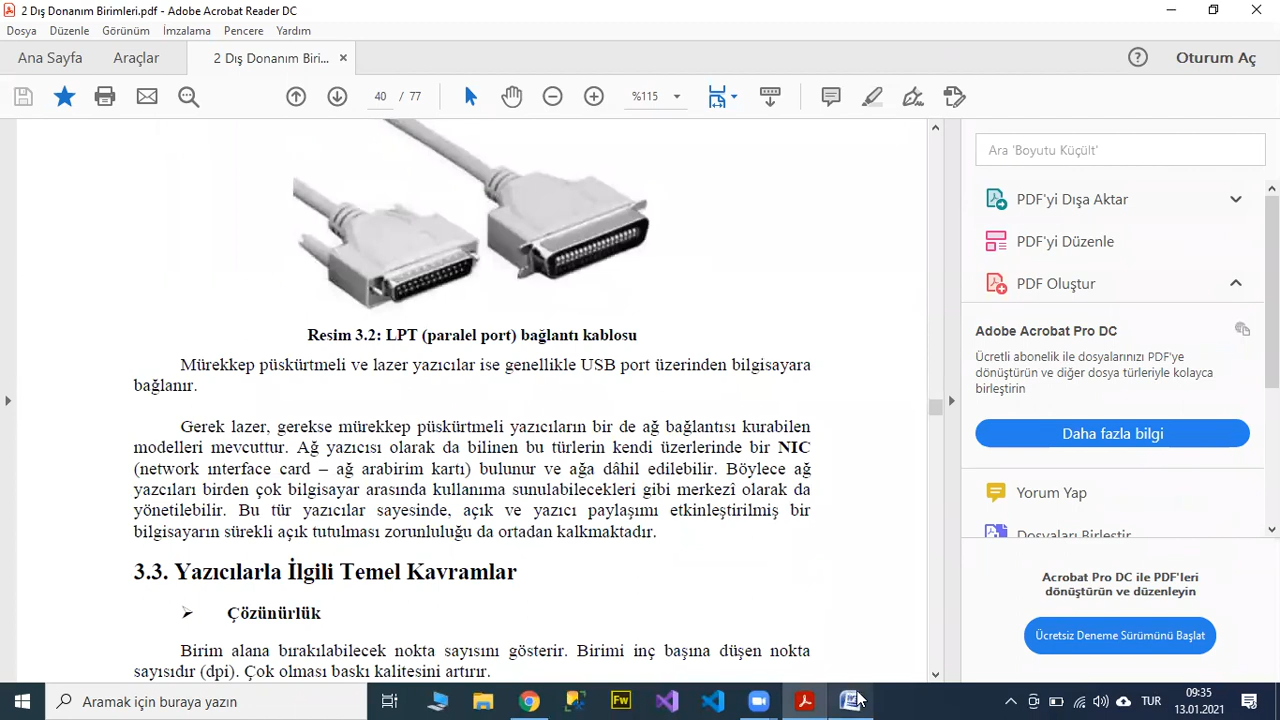 2 Dış Donanım Birimleri.pdf - Adobe Acrobat Reader DC
Dosya Düzenle Görünüm İmzalama Pencere Yardım
Ana Sayfa Araçlar 2 Dış Donanım Biri... Oturum Aç
40 / 77 %115
Ara 'Boyutu Küçült'
PDF'yi Dışa Aktar
PDF'yi Düzenle
PDF Oluştur
Adobe Acrobat Pro DC
Ücretli abonelik ile dosyalarınızı PDF'ye
dönüştürün ve diğer dosya türleriyle kolayca
birleştirin
Daha fazla bilgi
Yorum Yap
Dosyaları Birleştir
Acrobat Pro DC ile PDF'leri
dönüştürün ve düzenleyin
Ücretsiz Deneme Sürümünü Başlat
Resim 3.2: LPT (paralel port) bağlantı kablosu
Mürekkep püskürtmeli ve lazer yazıcılar ise genellikle USB port üzerinden bilgisayara
bağlanır.
Gerek lazer, gerekse mürekkep püskürtmeli yazıcıların bir de ağ bağlantısı kurabilen
modelleri mevcuttur. Ağ yazıcısı olarak da bilinen bu türlerin kendi üzerlerinde bir NIC
(network ınterface card – ağ arabirim kartı) bulunur ve ağa dâhil edilebilir. Böylece ağ
yazcıları birden çok bilgisayar arasında kullanıma sunulabilecekleri gibi merkezî olarak da
yönetilebilir. Bu tür yazıcılar sayesinde, açık ve yazıcı paylaşımı etkinleştirilmiş bir
bilgisayarın sürekli açık tutulması zorunluluğu da ortadan kalkmaktadır.
3.3. Yazıcılarla İlgili Temel Kavramlar
Çözünürlük
Birim alana bırakılabilecek nokta sayısını gösterir. Birimi inç başına düşen nokta
sayısıdır (dpi). Çok olması baskı kalitesini artırır.
Aramak için buraya yazın
Fw
TUR
09:35
13.01.2021